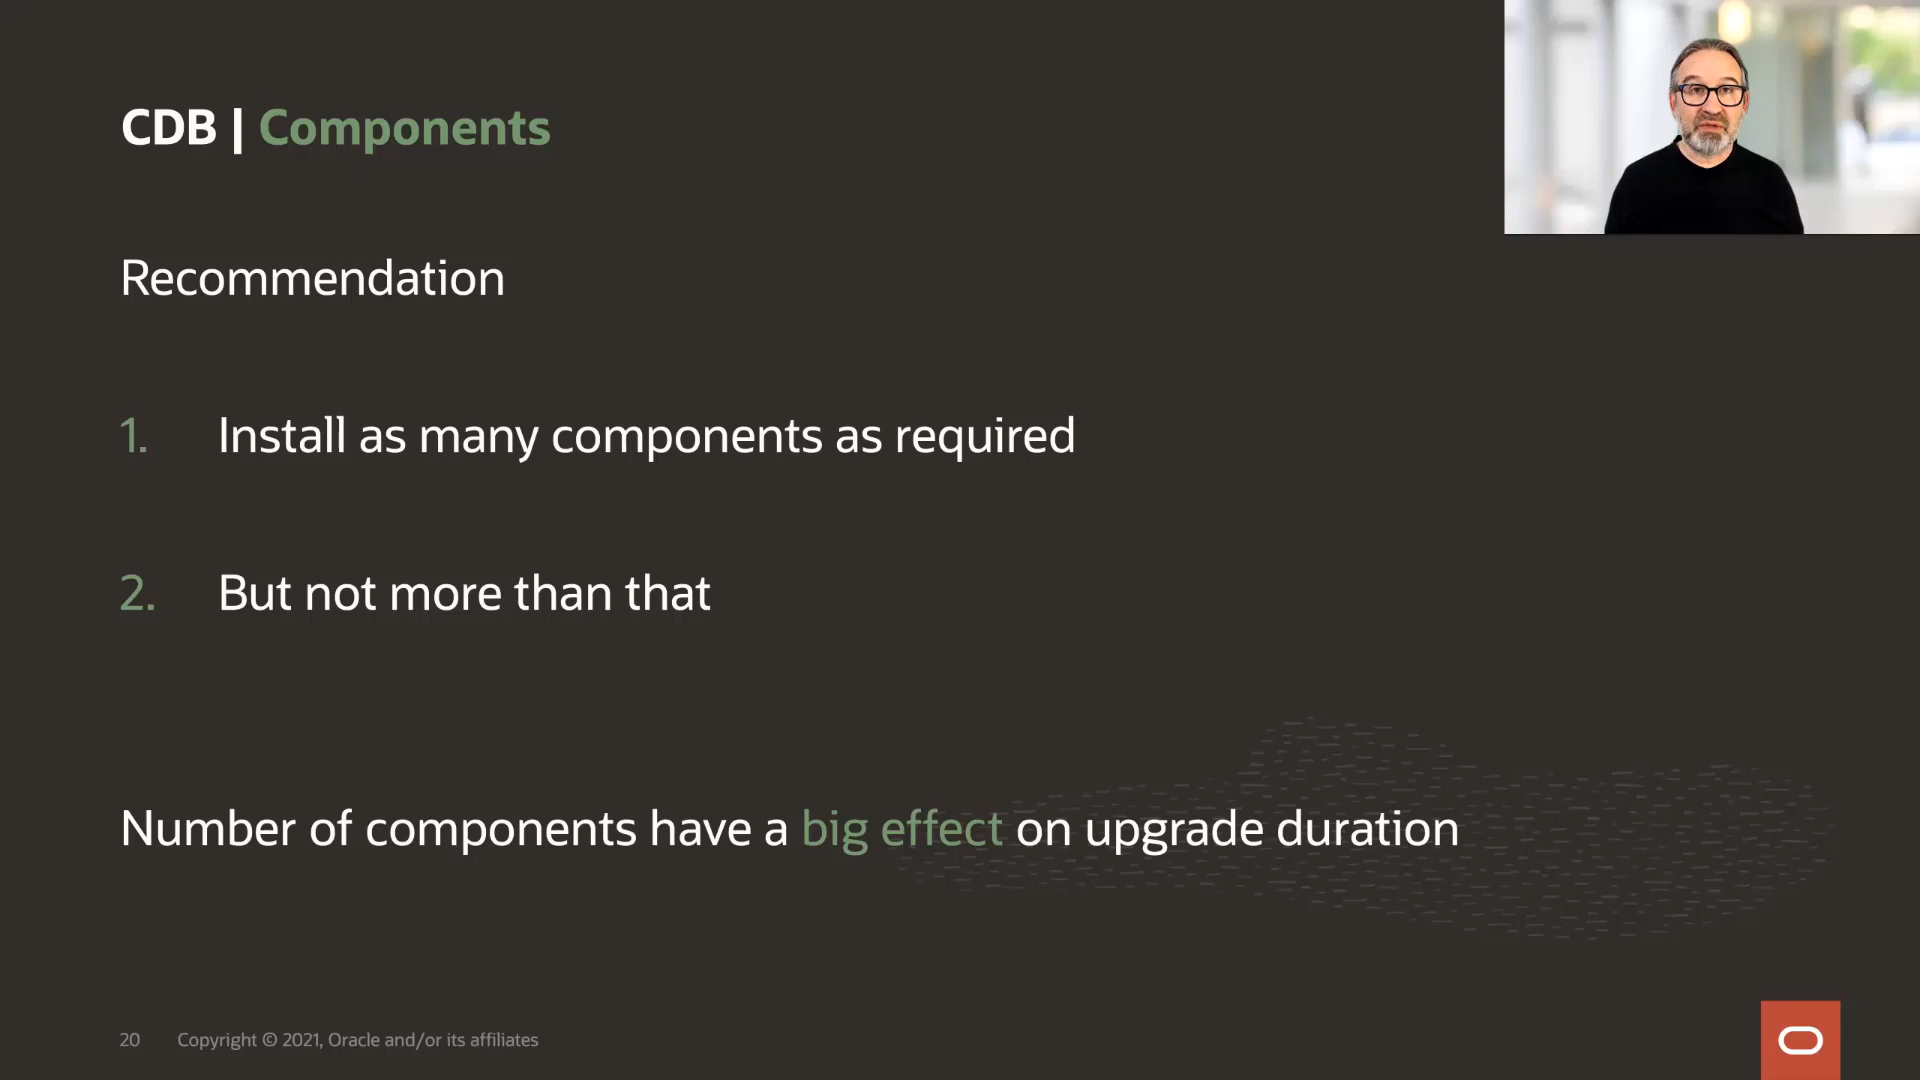 CDB | Components
Recommendation
1. Install as many components as required
2. But not more than that
Number of components have a big effect on upgrade duration
20 Copyright © 2021, Oracle and/or its affiliates